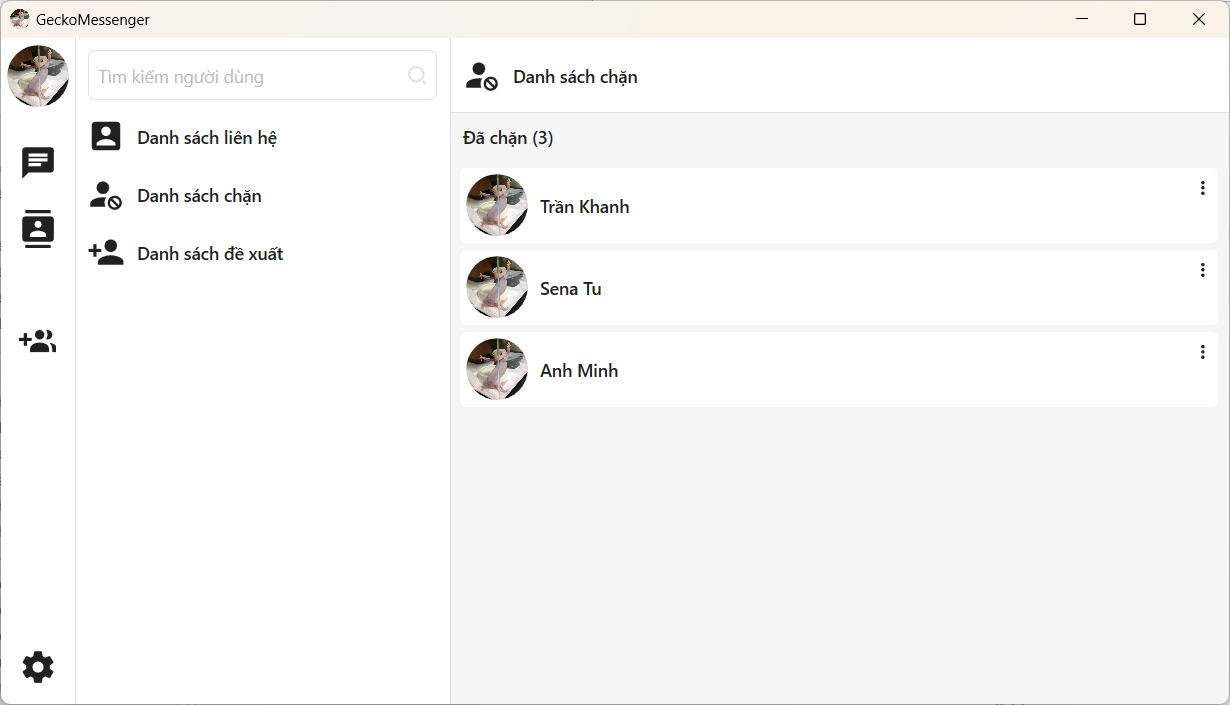 GeckoMessenger
Tìm kiếm người dùng
Danh sách liên hệ
Danh sách chặn
Danh sách đề xuất
Danh sách chặn
Đã chặn (3)
Trần Khanh
Sena Tu
Anh Minh